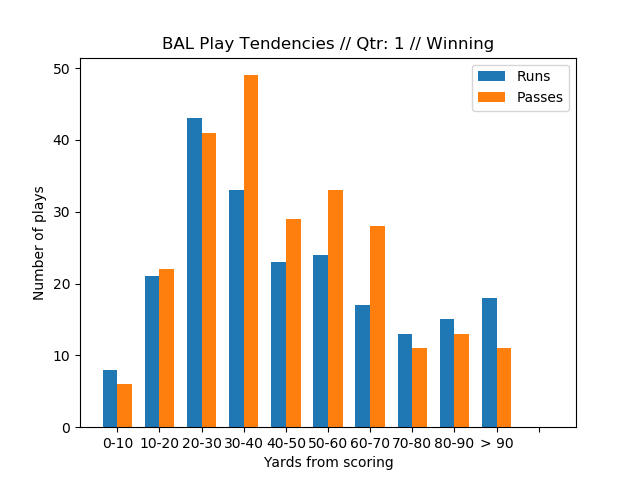 BAL Play Tendencies // Qtr: 1 // Winning
Runs
Passes
Number of plays
50
40
30
20
10
0
0-10 10-20 20-30 30-40 40-50 50-60 60-70 70-80 80-90 > 90
Yards from scoring